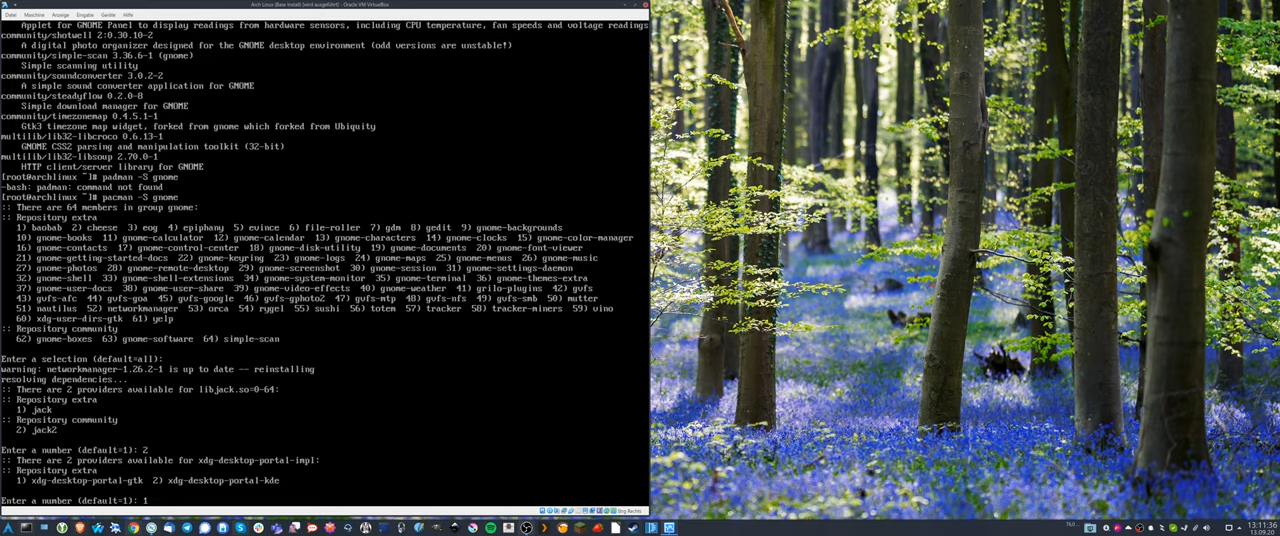 Arch Linux (Base Install) [wird ausgeführt] - Oracle VM VirtualBox
Datei Maschine Anzeige Eingabe Geräte Hilfe
Applet for GNOME Panel to display readings from hardware sensors, including CPU temperature, fan speeds and voltage readings
community/shotwell 2:0.30.10-2
A digital photo organizer designed for the GNOME desktop environment (odd versions are unstable!)
community/simple-scan 3.36.6-1 (gnome)
Simple scanning utility
community/soundconverter 3.0.2-2
A simple sound converter application for GNOME
community/steadyflow 0.2.0-8
Simple download manager for GNOME
community/timezonemap 0.4.5.1-1
Gtk3 timezone map widget, forked from gnome which forked from Ubiquity
multilib/lib32-libcroco 0.6.13-1
GNOME CSS2 parsing and manipulation toolkit (32-bit)
multilib/lib32-libsoup 2.70.0-1
HTTP client/server library for GNOME
[root@archlinux ~]# padman -S gnome
-bash: padman: command not found
[root@archlinux ~]# pacman -S gnome
:: There are 64 members in group gnome:
:: Repository extra
1) baobab 2) cheese 3) eog 4) epiphany 5) evince 6) file-roller 7) gdm 8) gedit 9) gnome-backgrounds
10) gnome-books 11) gnome-calculator 12) gnome-calendar 13) gnome-characters 14) gnome-clocks 15) gnome-color-manager
16) gnome-contacts 17) gnome-control-center 18) gnome-disk-utility 19) gnome-documents 20) gnome-font-viewer
21) gnome-getting-started-docs 22) gnome-keyring 23) gnome-logs 24) gnome-maps 25) gnome-menus 26) gnome-music
27) gnome-photos 28) gnome-remote-desktop 29) gnome-screenshot 30) gnome-session 31) gnome-settings-daemon
32) gnome-shell 33) gnome-shell-extensions 34) gnome-system-monitor 35) gnome-terminal 36) gnome-themes-extra
37) gnome-user-docs 38) gnome-user-share 39) gnome-video-effects 40) gnome-weather 41) grilo-plugins 42) gvfs
43) gvfs-afc 44) gvfs-goa 45) gvfs-google 46) gvfs-gphoto2 47) gvfs-mtp 48) gvfs-nfs 49) gvfs-smb 50) mutter
51) nautilus 52) networkmanager 53) orca 54) rygel 55) sushi 56) totem 57) tracker 58) tracker-miners 59) vino
60) xdg-user-dirs-gtk 61) yelp
:: Repository community
62) gnome-boxes 63) gnome-software 64) simple-scan
Enter a selection (default=all):
warning: networkmanager-1.26.2-1 is up to date -- reinstalling
resolving dependencies...
:: There are 2 providers available for libjack.so=0-64:
:: Repository extra
1) jack
:: Repository community
2) jack2
Enter a number (default=1): 2
:: There are 2 providers available for xdg-desktop-portal-impl:
:: Repository extra
1) xdg-desktop-portal-gtk 2) xdg-desktop-portal-kde
Enter a number (default=1): 1
Strg Rechts
13:11:36
13.09.20